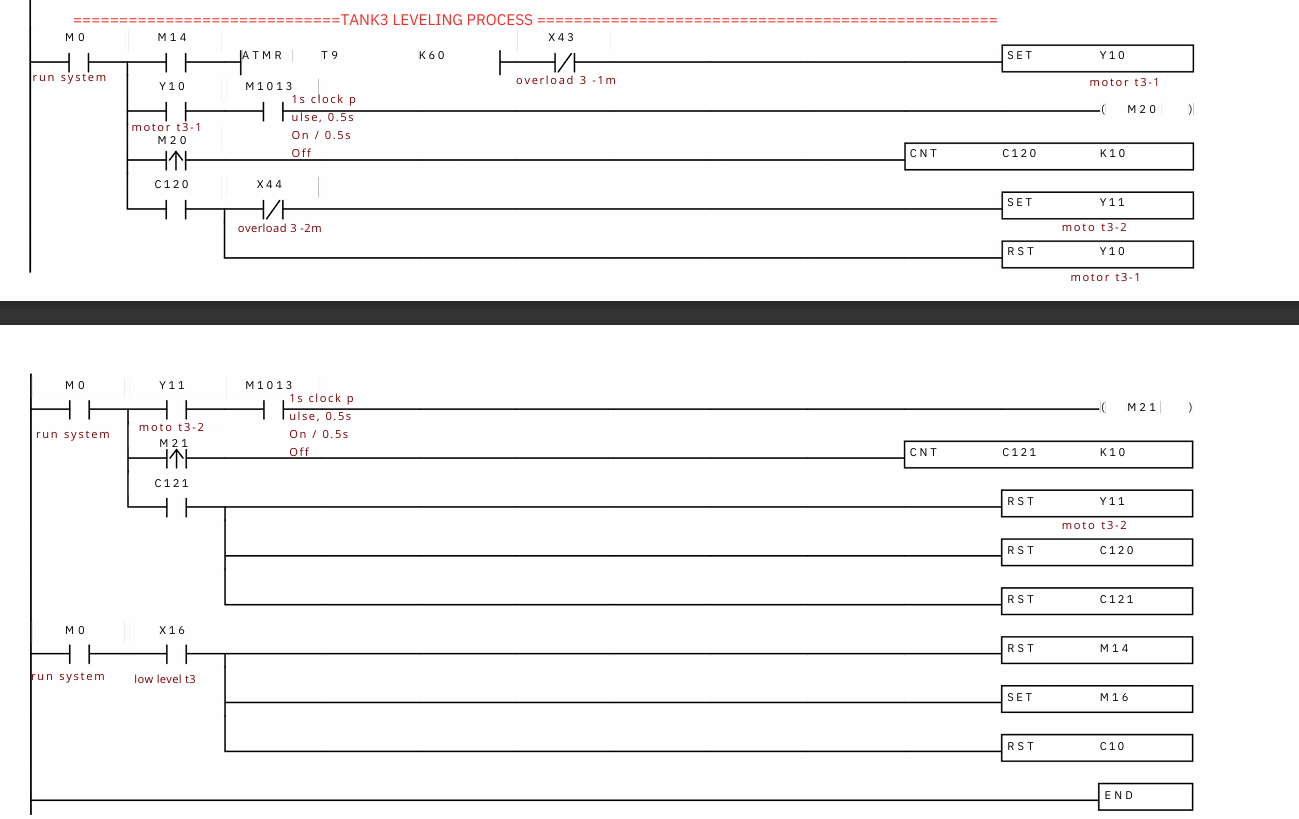 ===========================TANK3 LEVELING PROCESS ===============================================
M0 M14 X43
ATMR T9 K60 SET Y10
run system overload 3 -1m motor t3-1
Y10 M1013
1s clock p
ulse, 0.5s
On / 0.5s
Off
( M20 )
motor t3-1
M20
CNT C120 K10
C120 X44
SET Y11
overload 3 -2m moto t3-2
RST Y10
motor t3-1
M0 Y11 M1013
1s clock p
ulse, 0.5s
On / 0.5s
Off
( M21 )
run system moto t3-2
M21
CNT C121 K10
C121
RST Y11
moto t3-2
RST C120
RST C121
M0 X16
RST M14
run system low level t3
SET M16
RST C10
END